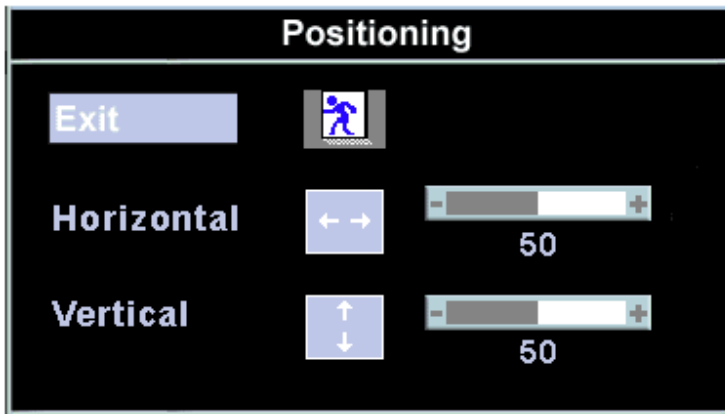 Positioning
Exit
Horizontal
- +
50
Vertical
- +
50